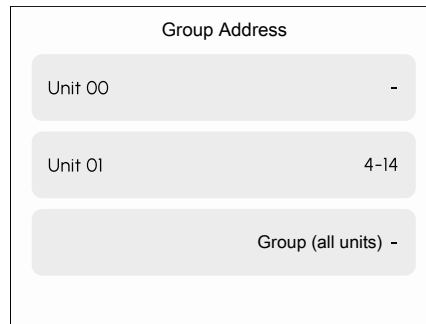 Group Address
Unit 00 -
Unit 01 4-14
Group (all units) -